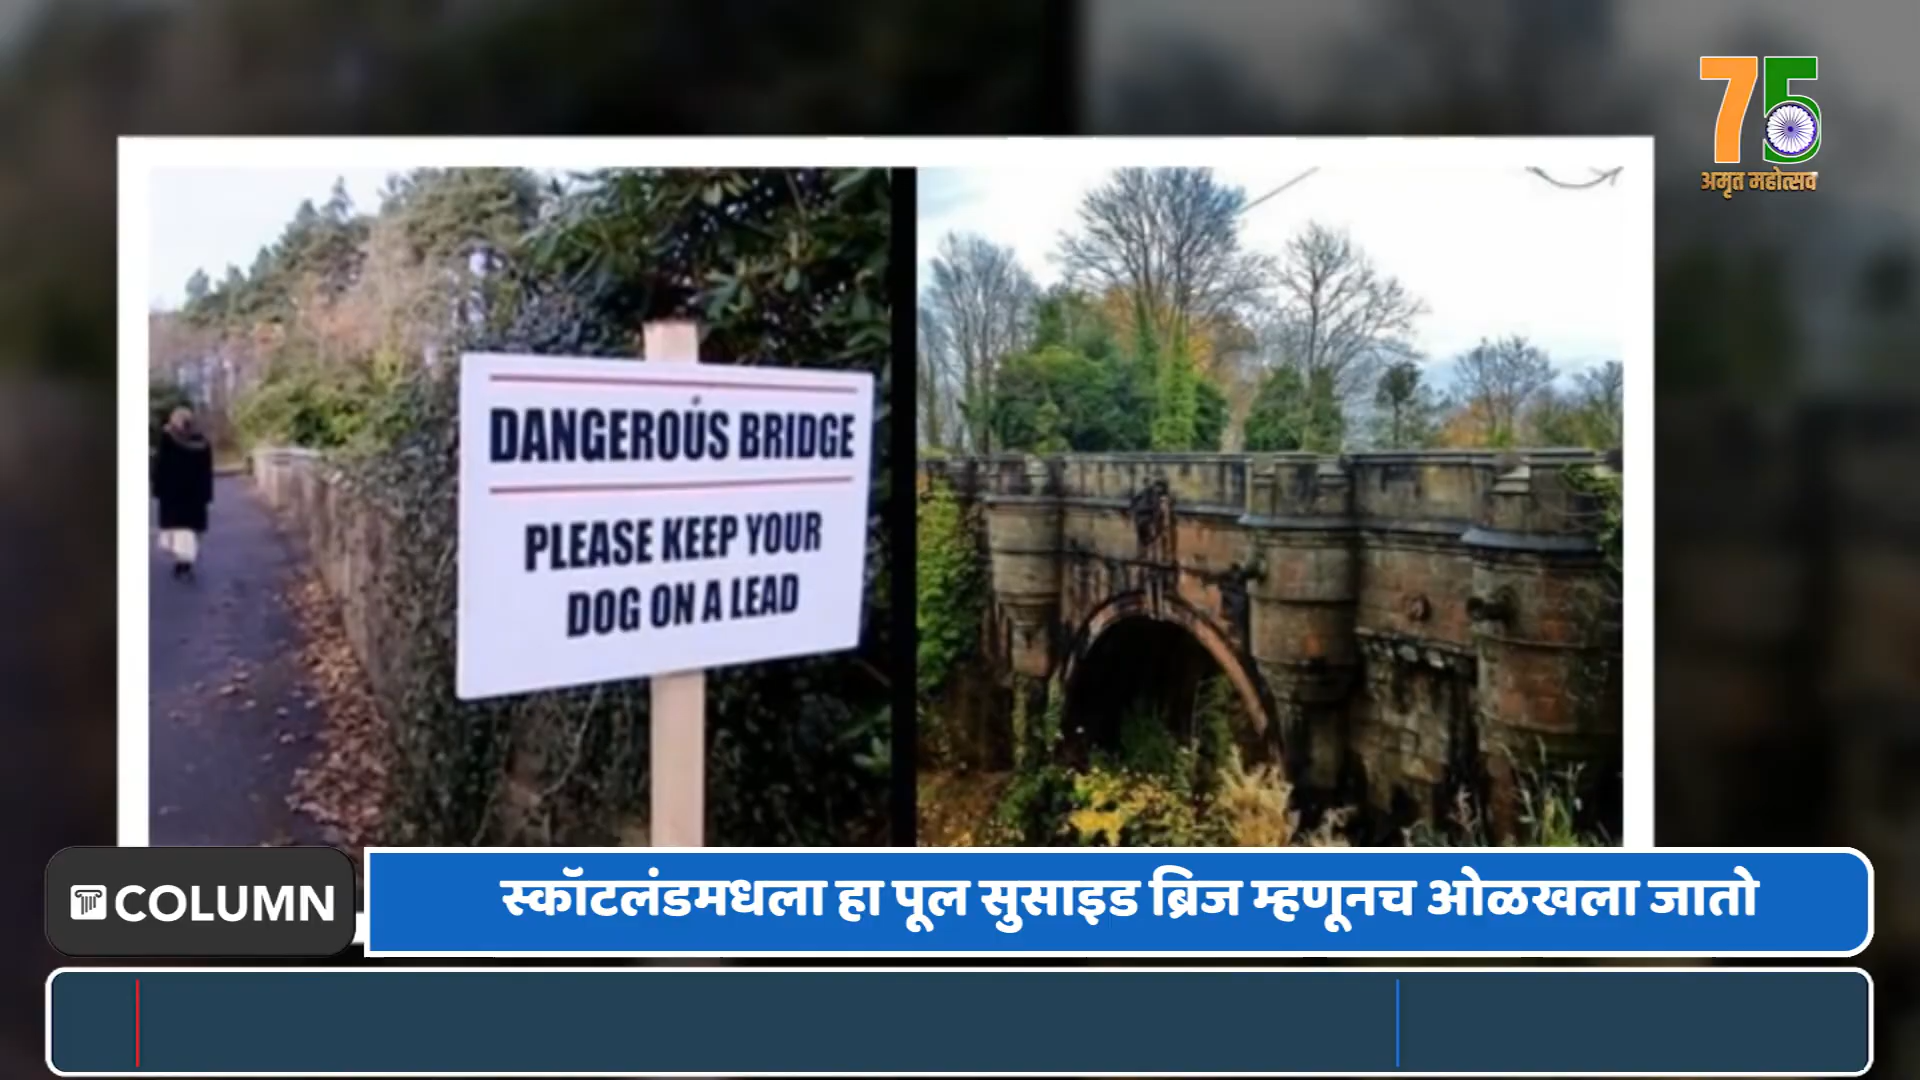 75
अमृत महोत्सव
DANGEROUS BRIDGE
PLEASE KEEP YOUR
DOG ON A LEAD
COLUMN
स्कॉटलंडमधला हा पूल सुसाइड ब्रिज म्हणूनच ओळखला जातो